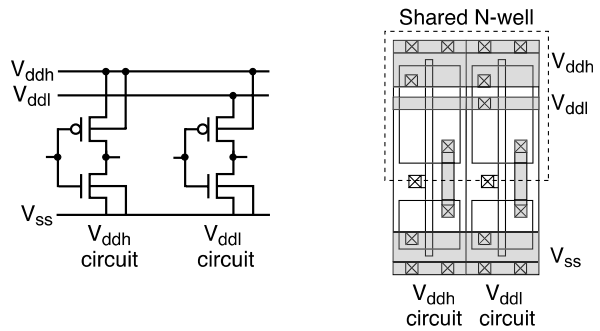 Shared N-well
Vddh
Vddl
Vss
Vddh circuit
Vddl circuit
Vddh
Vddl
Vss
Vddh circuit
Vddl circuit